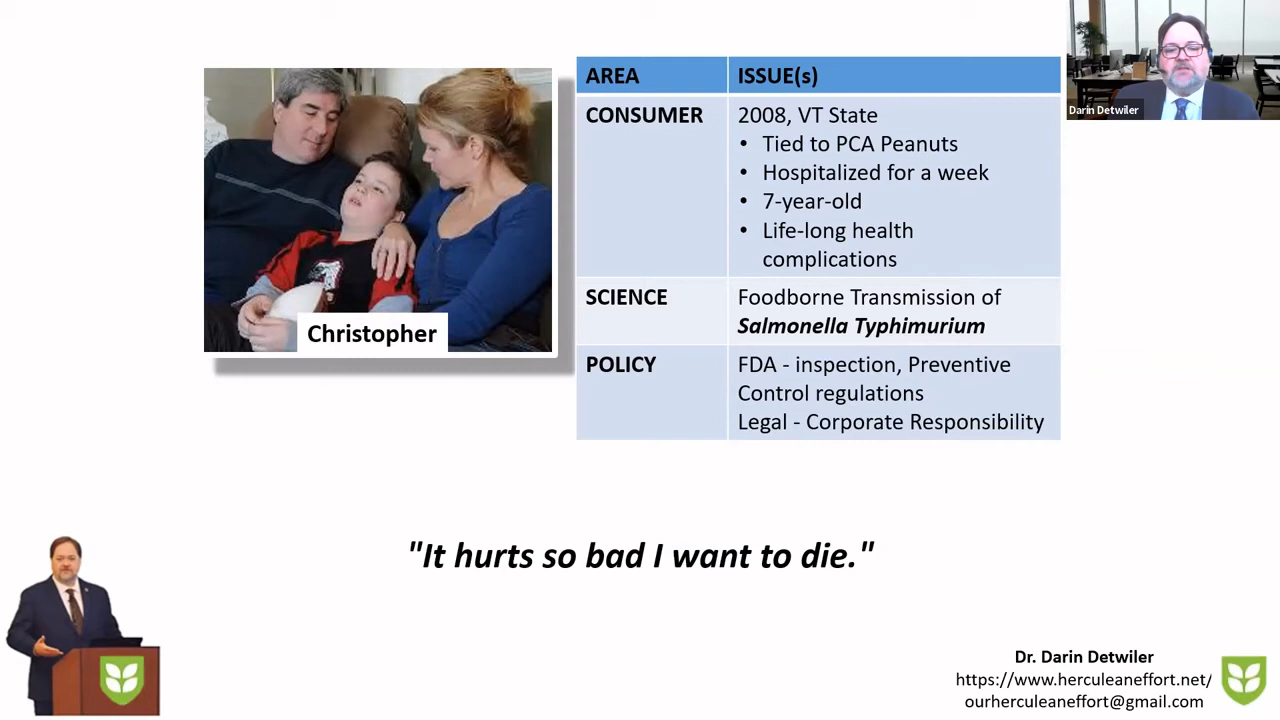 Darin Detwiler
AREA ISSUE(s)
CONSUMER 2008, VT State
• Tied to PCA Peanuts
• Hospitalized for a week
• 7-year-old
• Life-long health
complications
SCIENCE Foodborne Transmission of
Salmonella Typhimurium
POLICY FDA - inspection, Preventive
Control regulations
Legal - Corporate Responsibility
Christopher
"It hurts so bad I want to die."
Dr. Darin Detwiler
https://www.herculeaneffort.net/
ourherculeaneffort@gmail.com